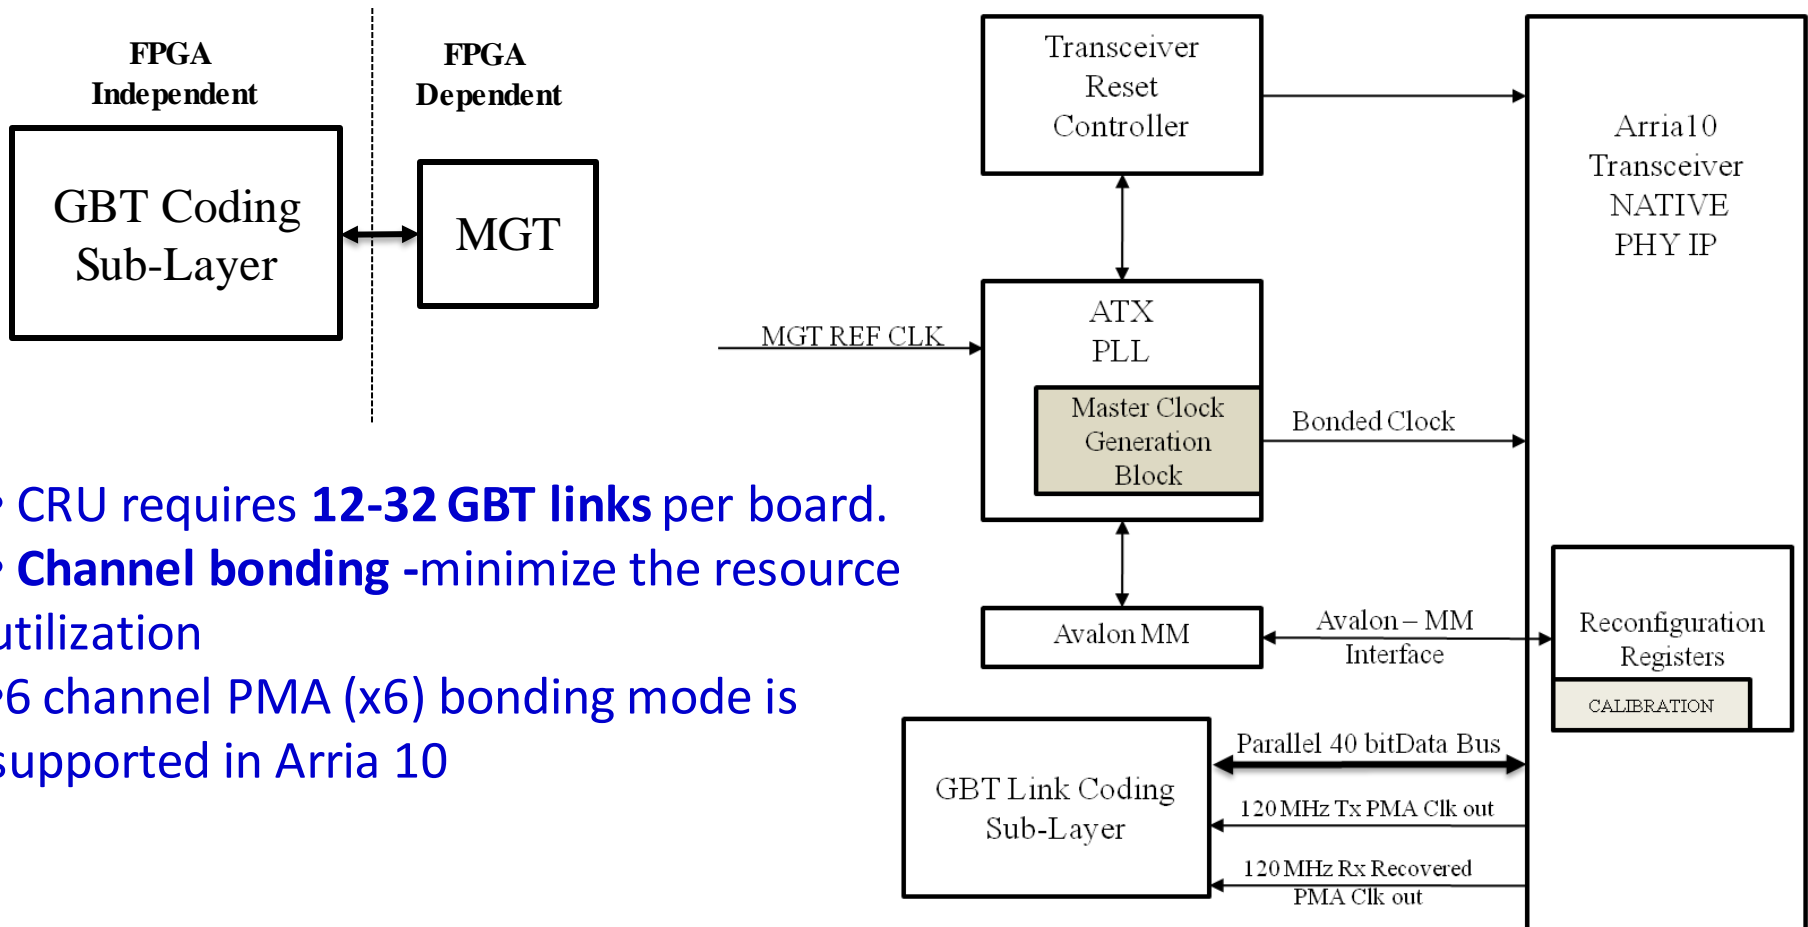 FPGA
Independent
FPGA
Dependent
GBT Coding
Sub-Layer
MGT
• CRU requires 12-32 GBT links per board.
• Channel bonding -minimize the resource
utilization
•6 channel PMA (x6) bonding mode is
supported in Arria 10
Transceiver
Reset
Controller
MGT REF CLK
ATX
PLL
Master Clock
Generation
Block
Bonded Clock
Avalon MM
Avalon – MM
Interface
GBT Link Coding
Sub-Layer
Parallel 40 bitData Bus
120 MHz Tx PMA Clk out
120 MHz Rx Recovered
PMA Clk out
Arria10
Transceiver
NATIVE
PHY IP
Reconfiguration
Registers
CALIBRATION